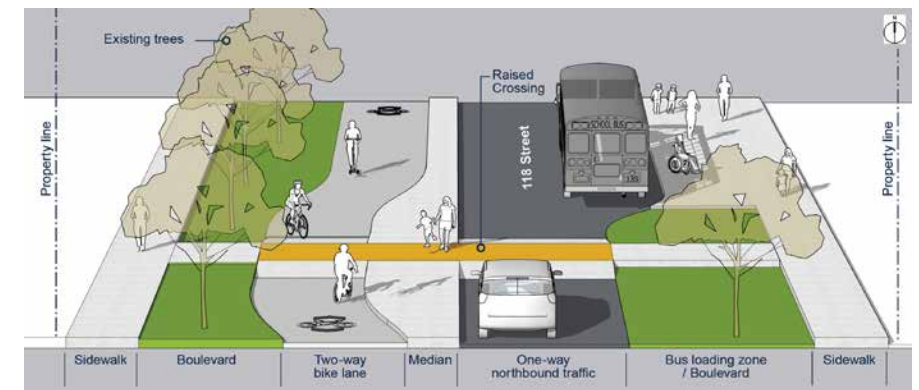 Existing trees
Raised
Crossing
Property line
118 Street
SCHOOL BUS
Property line
Sidewalk
Boulevard
Two-way
bike lane
Median
One-way
northbound traffic
Bus loading zone
/ Boulevard
Sidewalk